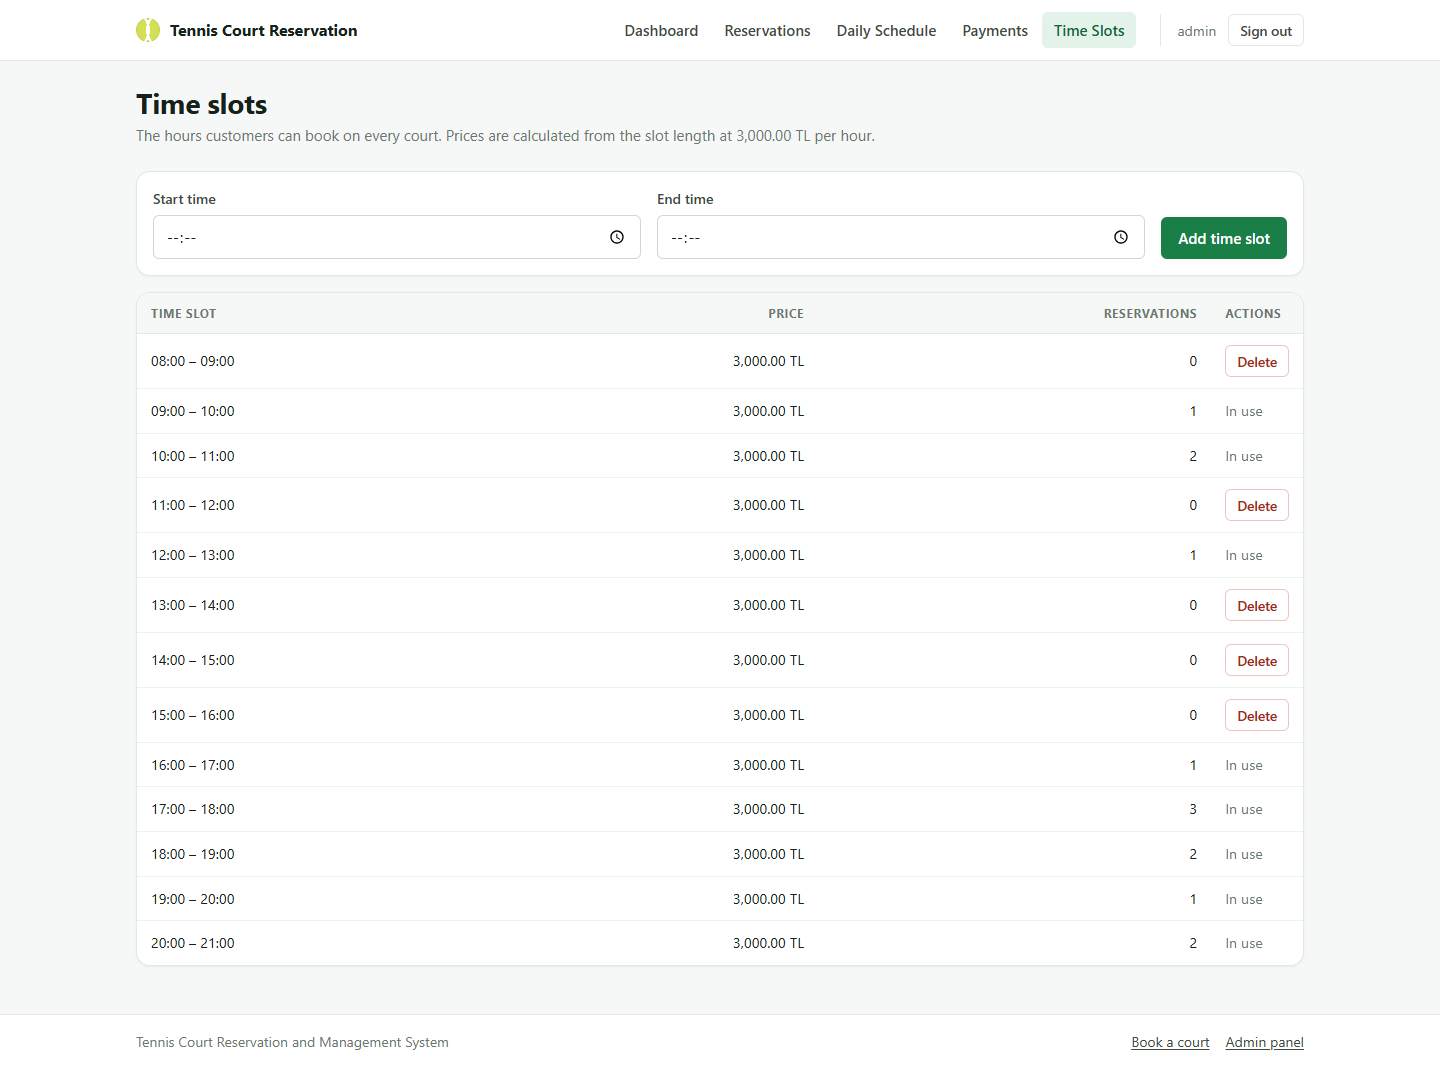 Tennis Court Reservation
Dashboard Reservations Daily Schedule Payments Time Slots admin Sign out
Time slots
The hours customers can book on every court. Prices are calculated from the slot length at 3,000.00 TL per hour.
Start time End time
--:-- --:-- Add time slot
TIME SLOT PRICE RESERVATIONS ACTIONS
08:00 – 09:00 3,000.00 TL 0 Delete
09:00 – 10:00 3,000.00 TL 1 In use
10:00 – 11:00 3,000.00 TL 2 In use
11:00 – 12:00 3,000.00 TL 0 Delete
12:00 – 13:00 3,000.00 TL 1 In use
13:00 – 14:00 3,000.00 TL 0 Delete
14:00 – 15:00 3,000.00 TL 0 Delete
15:00 – 16:00 3,000.00 TL 0 Delete
16:00 – 17:00 3,000.00 TL 1 In use
17:00 – 18:00 3,000.00 TL 3 In use
18:00 – 19:00 3,000.00 TL 2 In use
19:00 – 20:00 3,000.00 TL 1 In use
20:00 – 21:00 3,000.00 TL 2 In use
Tennis Court Reservation and Management System Book a court Admin panel